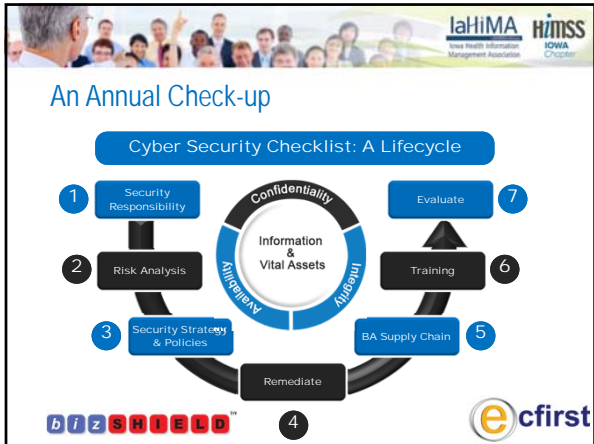 IaHiMA
Iowa Health Information
Management Association
HiMSS
IOWA
Chapter
An Annual Check-up
Cyber Security Checklist: A Lifecycle
1
Security
Responsibility
2
Risk Analysis
3
Security Strategy
& Policies
4
Remediate
5
BA Supply Chain
6
Training
7
Evaluate
Confidentiality
Integrity
Availability
Information
&
Vital Assets
bizSHIELD™
ecfirst